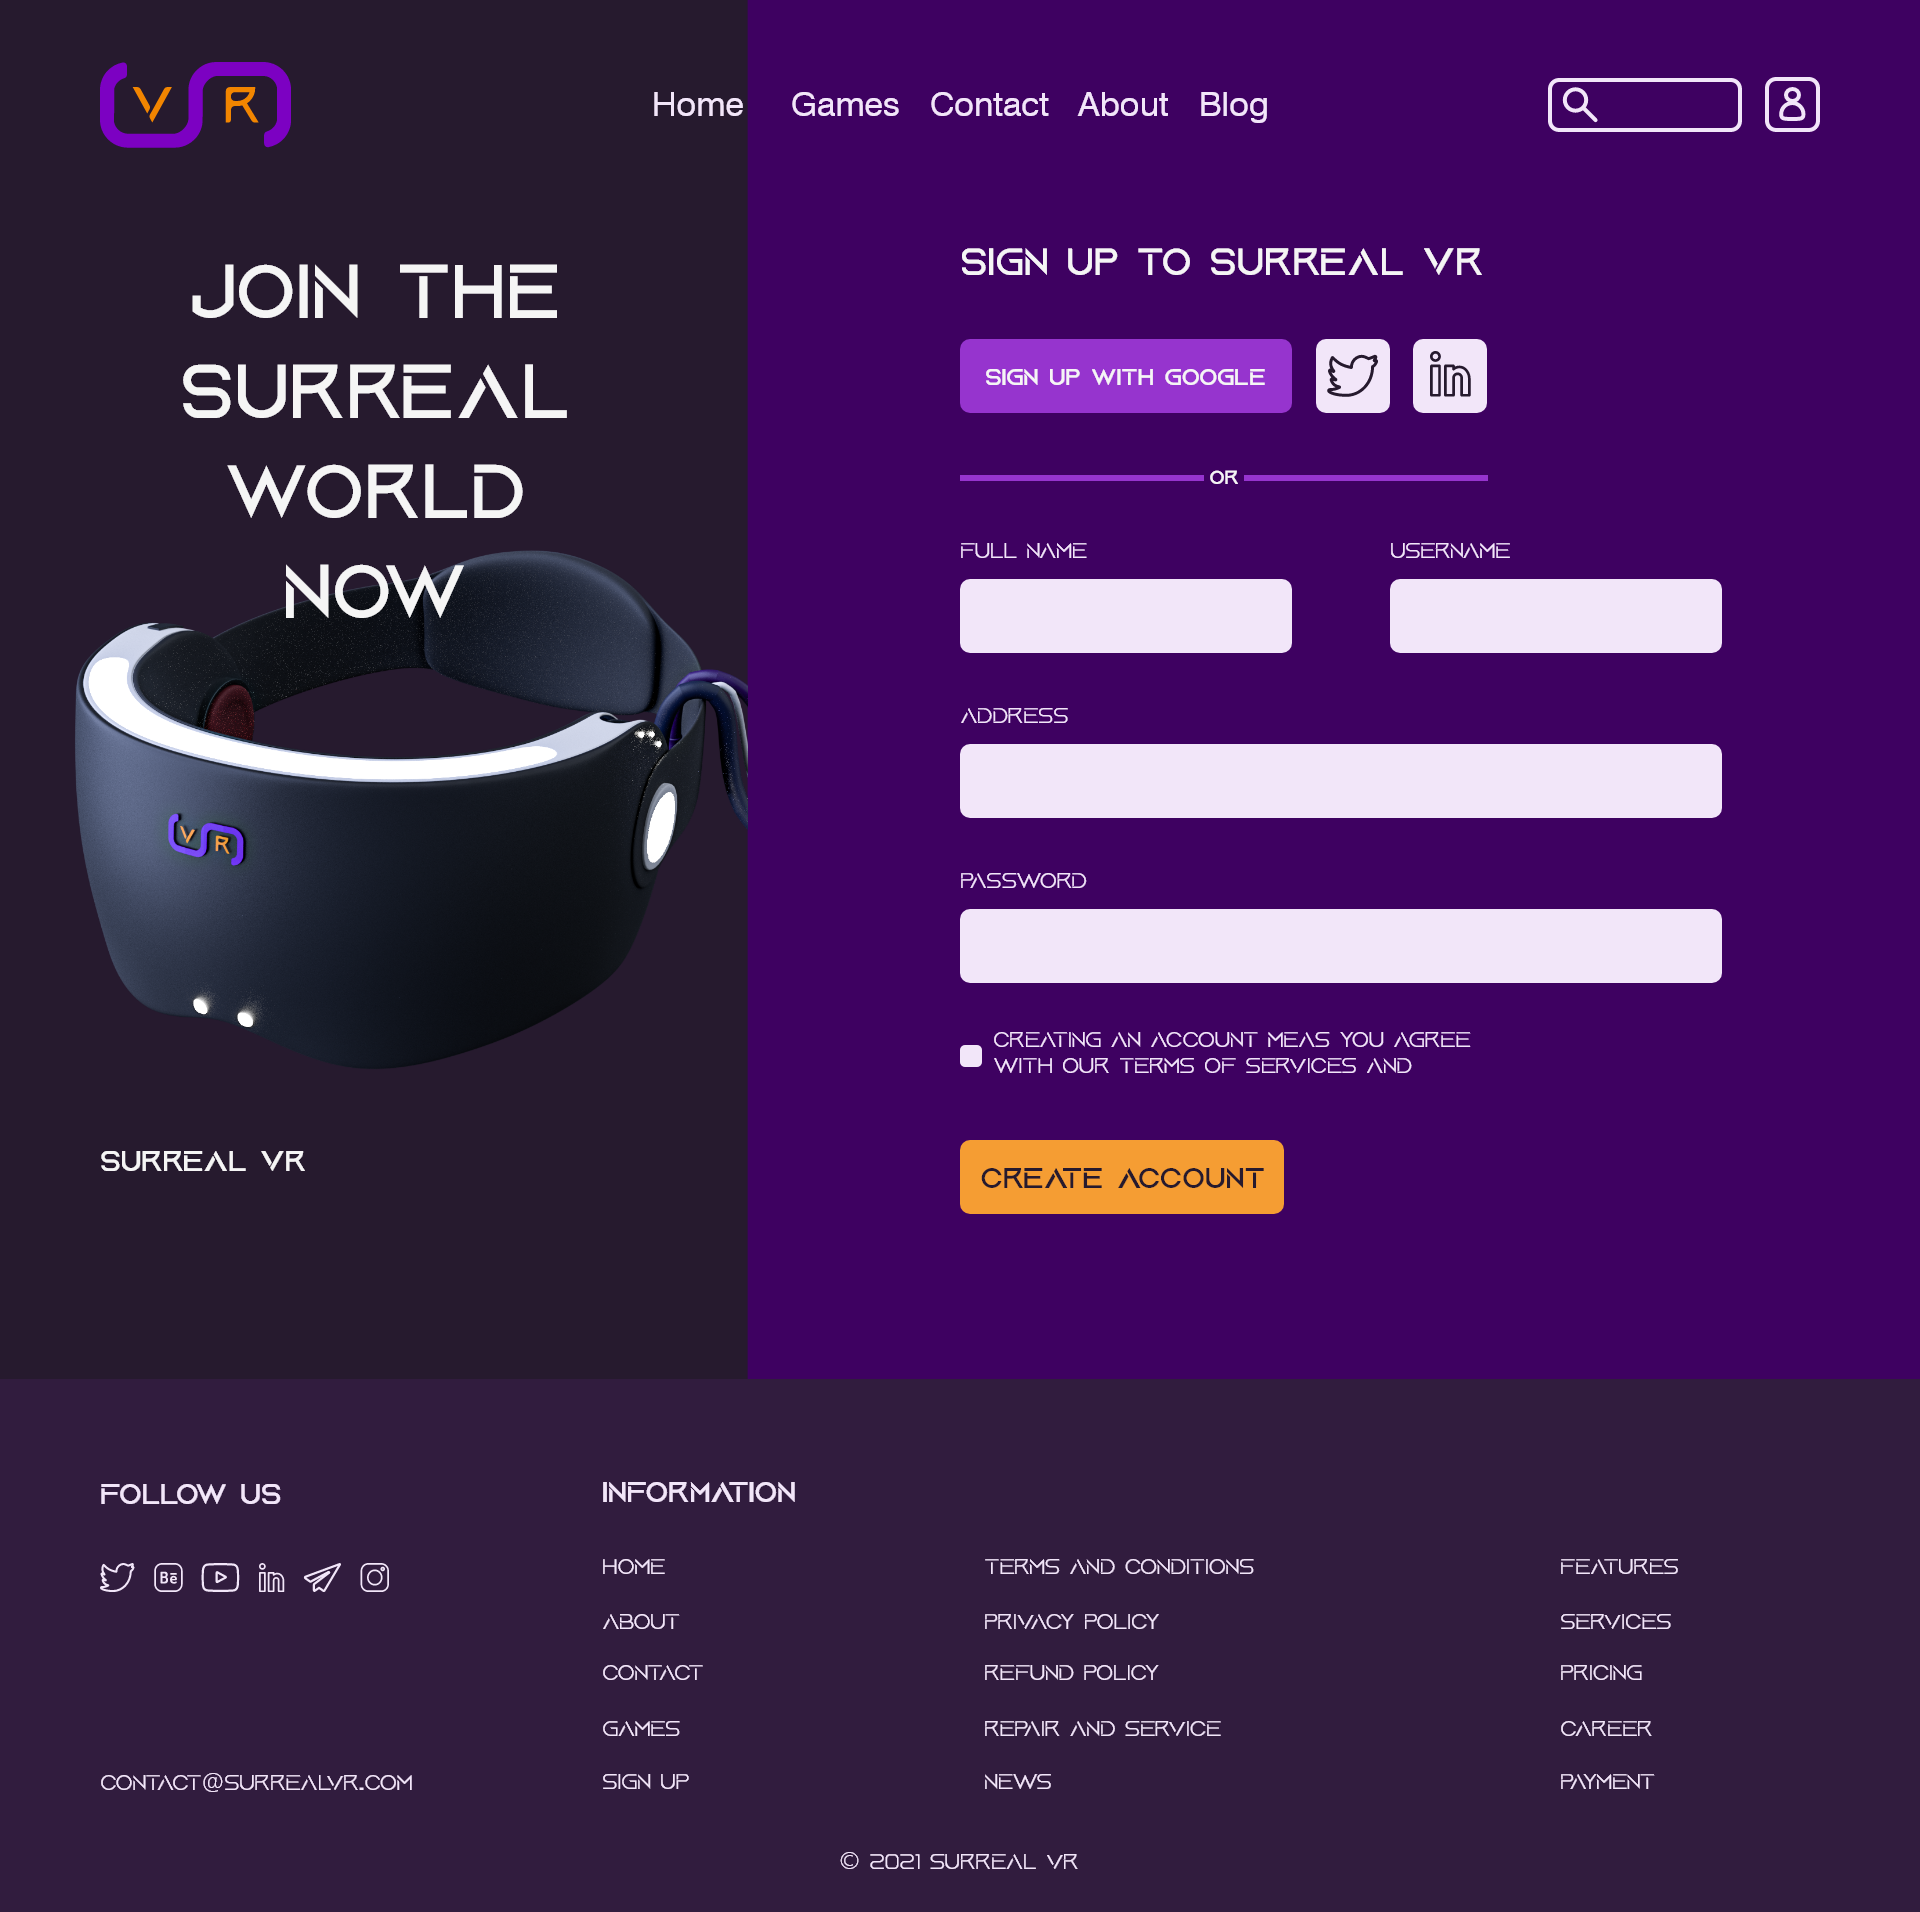 V R
Home Games Contact About Blog
JOIN THE
SURREAL
WORLD
NOW
V R
SURREAL VR
SIGN UP TO SURREAL VR
SIGN UP WITH GOOGLE
in
OR
FULL NAME
USERNAME
ADDRESS
PASSWORD
CREATING AN ACCOUNT MEAS YOU AGREE
WITH OUR TERMS OF SERVICES AND
CREATE ACCOUNT
FOLLOW US
Bē in
CONTACT@SURREALVR.COM
INFORMATION
HOME
ABOUT
CONTACT
GAMES
SIGN UP
TERMS AND CONDITIONS
PRIVACY POLICY
REFUND POLICY
REPAIR AND SERVICE
NEWS
FEATURES
SERVICES
PRICING
CAREER
PAYMENT
© 2021 SURREAL VR